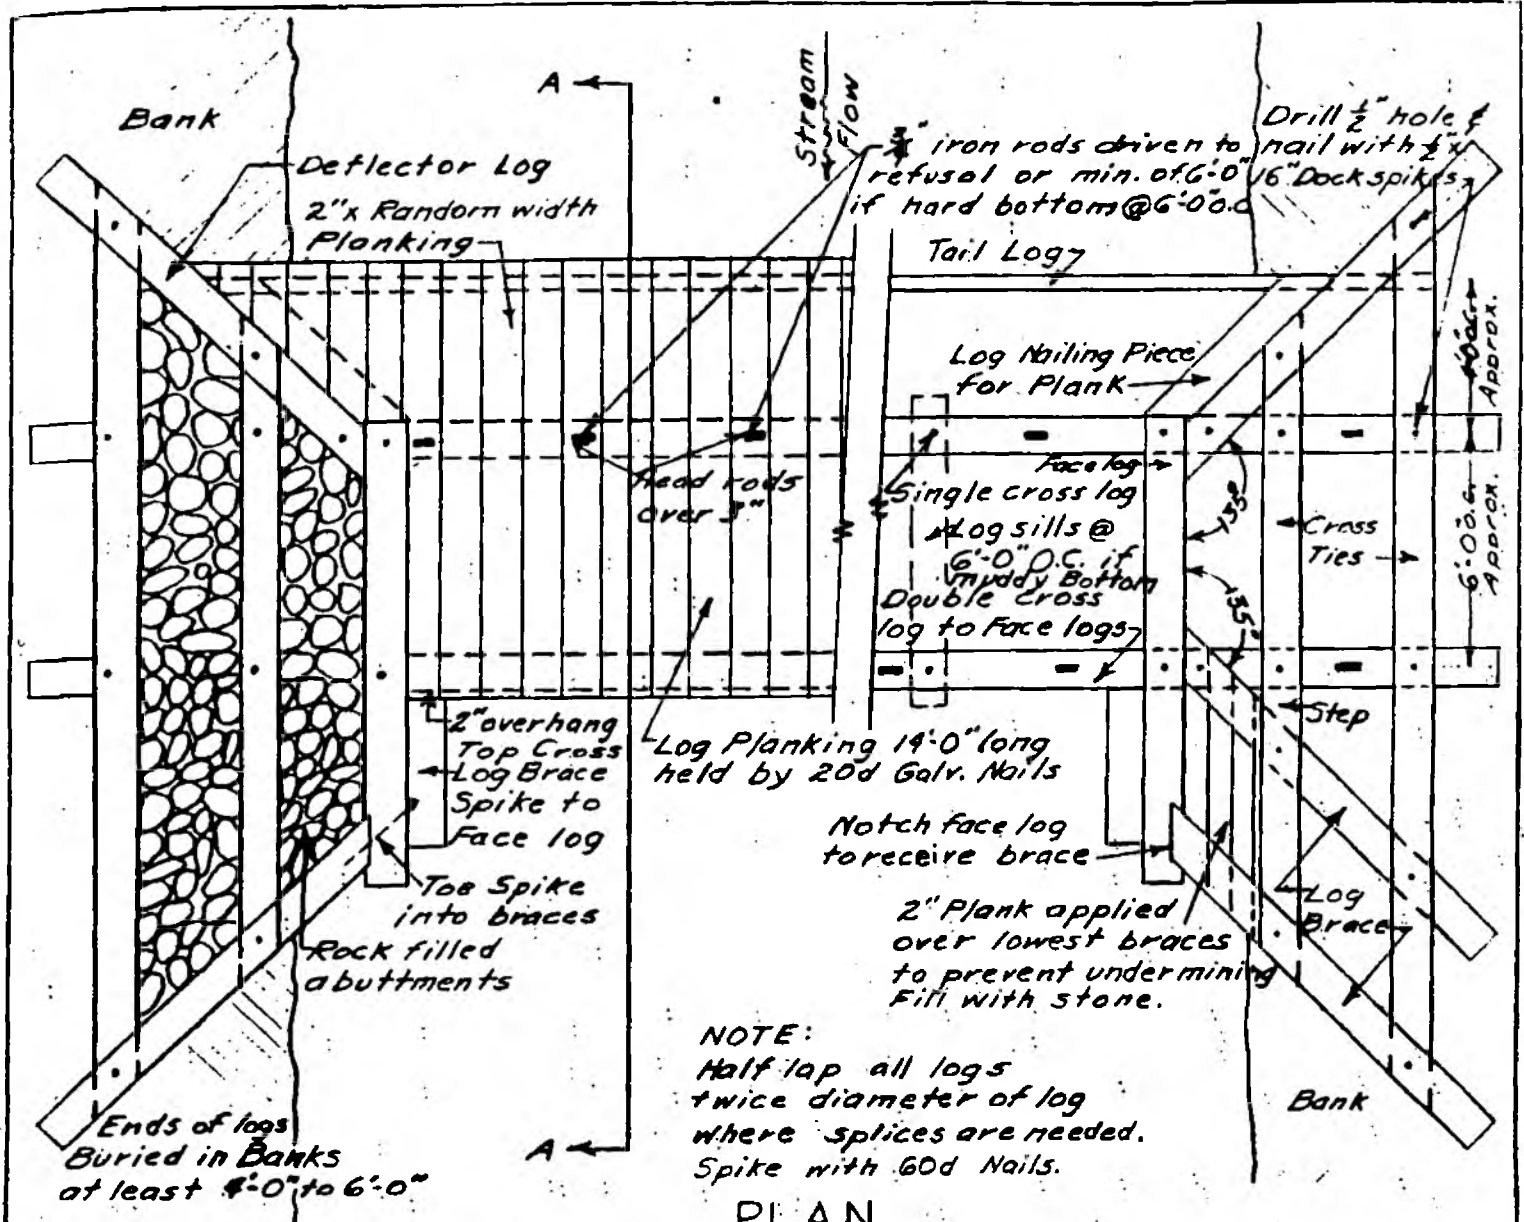 A
Stream
Flow
Bank
Drill 1/2" hole &
nail with 1/2" x
16" Dock spikes
Deflector Log
iron rods driven to
refusal or min. of 6'-0"
if hard bottom @ 6'-0" o.c.
2" x Random width
Planking
Tail Log
Log Nailing Piece
for Plank
Approx.
Head rods
over 3"
Face log
Single cross log
Log sills @
6'-0" O.C. if
muddy Bottom
Double cross
log to Face logs
135°
135°
Cross
Ties
6'-0" o.c.
Approx.
2" overhang
Top Cross
Log Brace
Spike to
Face log
Log Planking 14'-0" long
held by 20d Galv. Nails
Step
Notch face log
to receive brace
Toe Spike
into braces
Rock filled
abuttments
2" Plank applied
over lowest braces
to prevent undermining
Fill with stone.
Log
Brace
NOTE:
Half lap all logs
twice diameter of log
where splices are needed.
Spike with 60d Nails.
Bank
A
Ends of logs
Buried in Banks
at least 4'-0" to 6'-0"
PLAN